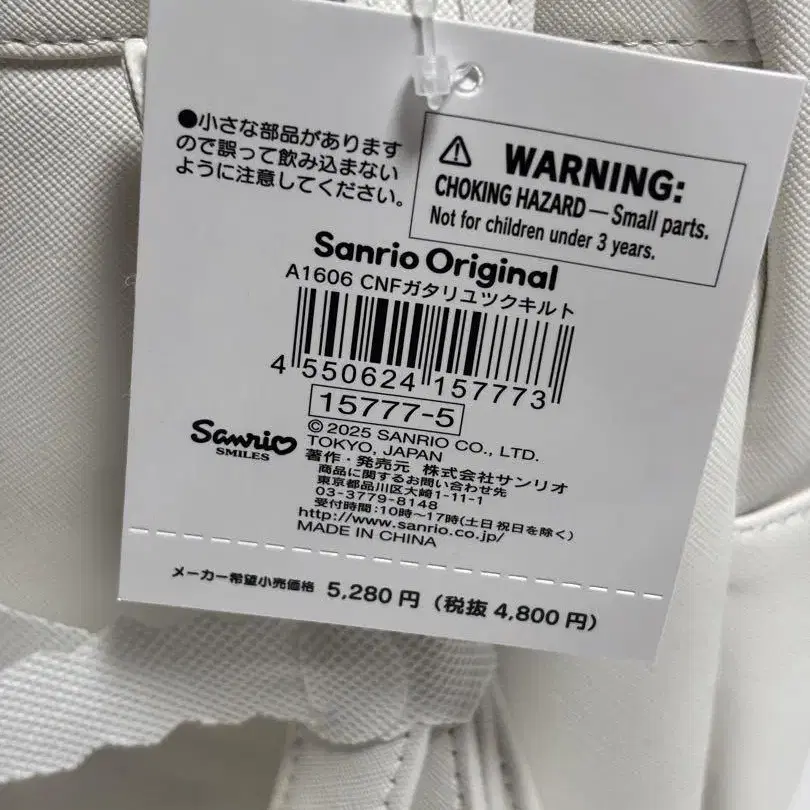 ●小さな部品があります
ので誤って飲み込まない
ように注意してください。
WARNING:
CHOKING HAZARD — Small parts.
Not for children under 3 years.
Sanrio Original
A1606 CNFガタリユツクキルト
4 550624 157773
15777-5
Sanrio
SMILES
© 2025 SANRIO CO., LTD.
TOKYO, JAPAN
著作・発売元 株式会社サンリオ
商品に関するお問い合わせ先
東京都品川区大崎1-11-1
03-3779-8148
受付時間:10時～17時(土日祝日を除く)
http://www.sanrio.co.jp/
MADE IN CHINA
メーカー希望小売価格 5,280円 (税抜 4,800円)